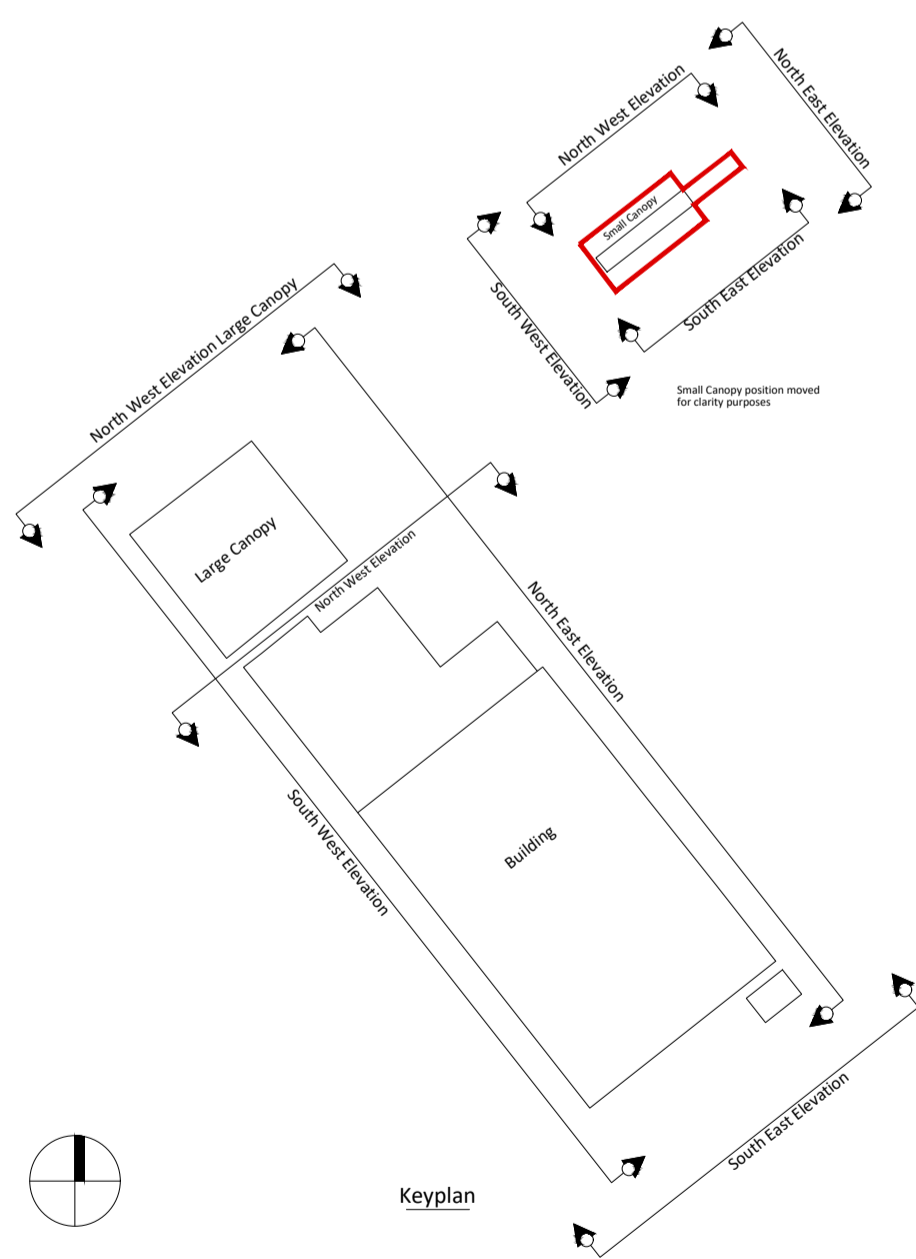 North East Elevation
North West Elevation
Small Canopy
South East Elevation
South West Elevation
Small Canopy position moved
for clarity purposes
North West Elevation Large Canopy
Large Canopy
North West Elevation
North East Elevation
South West Elevation
Building
South East Elevation
Keyplan